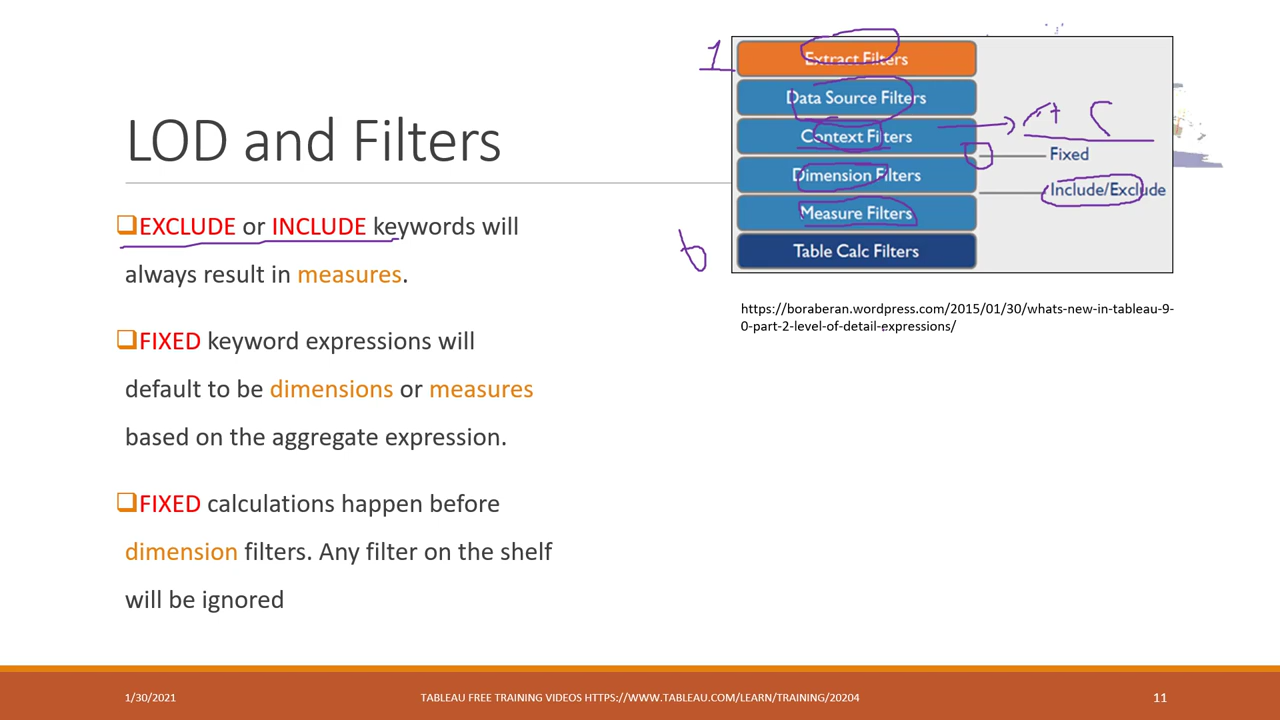 LOD and Filters
❑EXCLUDE or INCLUDE keywords will
always result in measures.
❑FIXED keyword expressions will
default to be dimensions or measures
based on the aggregate expression.
❑FIXED calculations happen before
dimension filters. Any filter on the shelf
will be ignored
1
Extract Filters
Data Source Filters
Context Filters
Fixed
Dimension Filters
Include/Exclude
Measure Filters
6
Table Calc Filters
https://boraberan.wordpress.com/2015/01/30/whats-new-in-tableau-9-
0-part-2-level-of-detail-expressions/
1/30/2021
TABLEAU FREE TRAINING VIDEOS HTTPS://WWW.TABLEAU.COM/LEARN/TRAINING/20204
11